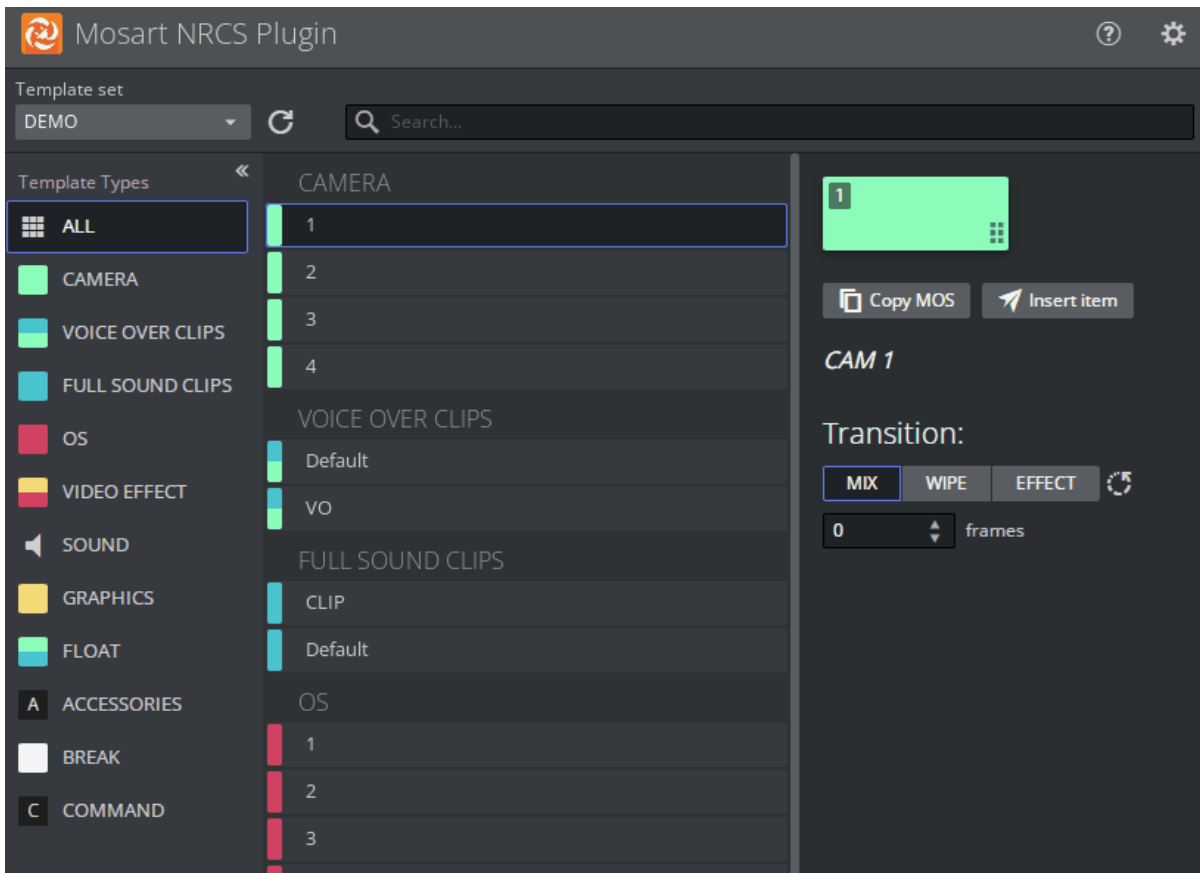 Mosart NRCS Plugin
Template set
DEMO
Search...
Template Types
ALL
CAMERA
VOICE OVER CLIPS
FULL SOUND CLIPS
OS
VIDEO EFFECT
SOUND
GRAPHICS
FLOAT
A ACCESSORIES
BREAK
C COMMAND
CAMERA
1
2
3
4
VOICE OVER CLIPS
Default
VO
FULL SOUND CLIPS
CLIP
Default
OS
1
2
3
1
Copy MOS Insert item
CAM 1
Transition:
MIX WIPE EFFECT
0 frames